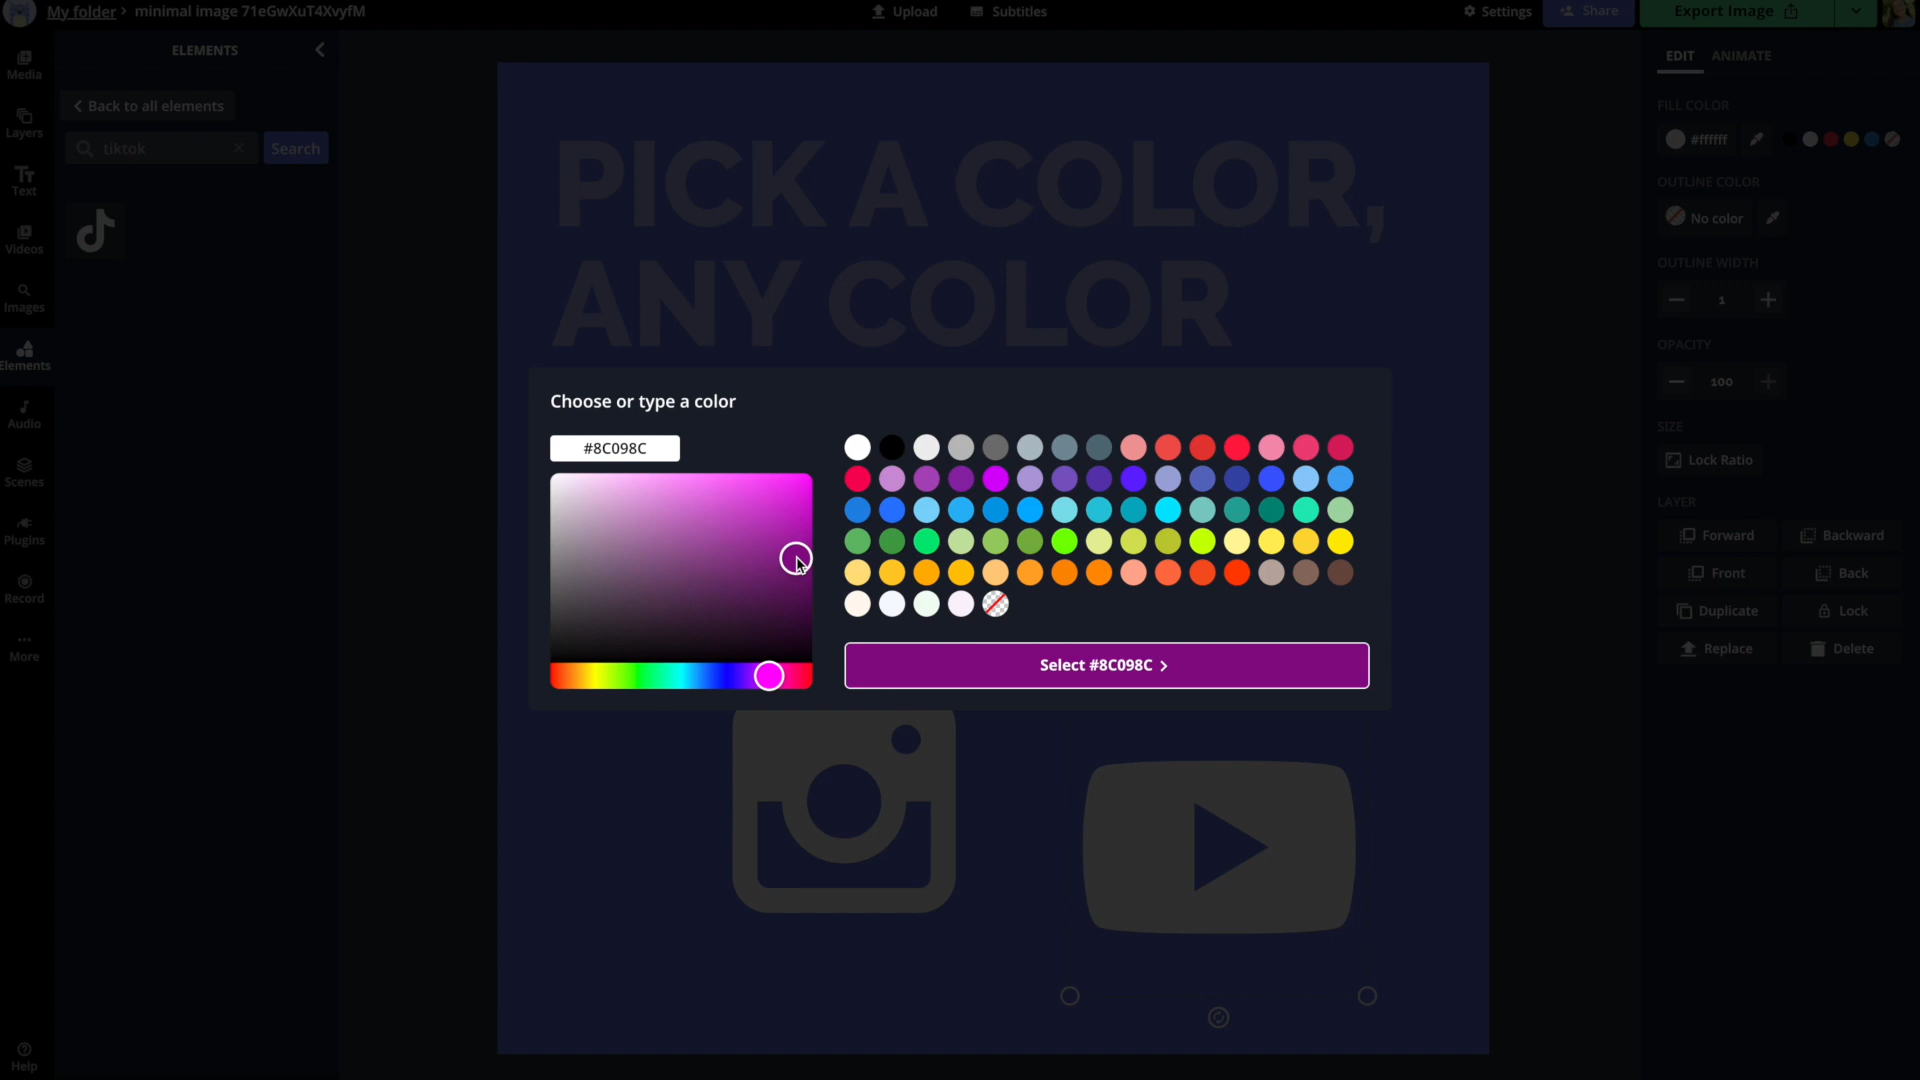 My folder > minimal image 71eGwXuT4XvyfM
Upload
Subtitles
Settings
Share
Export Image
Media
Layers
Text
Videos
Images
Elements
Audio
Scenes
Plugins
Record
More
Help
ELEMENTS
Back to all elements
tiktok
Search
PICK A COLOR,
ANY COLOR
Choose or type a color
#8C098C
Select #8C098C >
EDIT ANIMATE
FILL COLOR
#ffffff
OUTLINE COLOR
No color
OUTLINE WIDTH
1
OPACITY
100
SIZE
Lock Ratio
LAYER
Forward Backward
Front Back
Duplicate Lock
Replace Delete